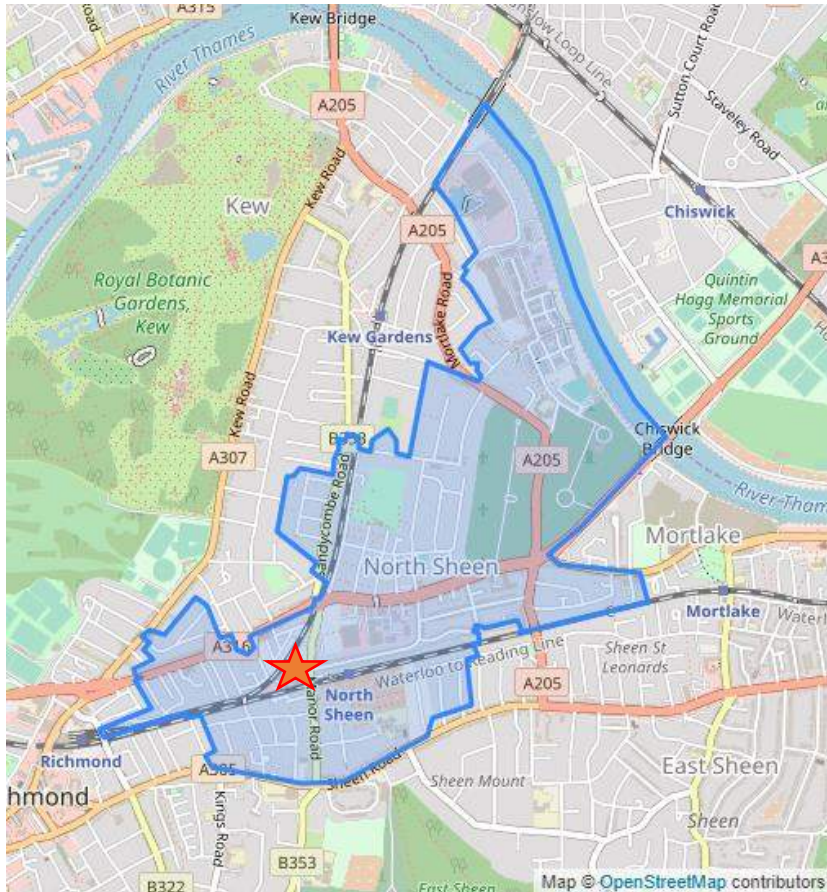 A315
Kew Bridge
Loop Line
River Thames
A205
Sutton Court Road
Staveley Road
Kew Road
Kew
A205
Chiswick
Royal Botanic
Gardens,
Kew
Quintin
Hogg Memorial
Sports
Ground
Kew Gardens
Mortlake Road
Kew Road
A307
B353
Chiswick
Bridge
A205
River Thames
Sandycombe Road
North Sheen
Mortlake
Mortlake
A316
Waterloo to Reading Line
Sheen St
Leonards
North
Sheen
Manor Road
A205
Richmond
A305
Sheen Road
Sheen Mount
East Sheen
hmond
Kings Road
Sheen
B353
B322
East Sheen
Map © OpenStreetMap contributors